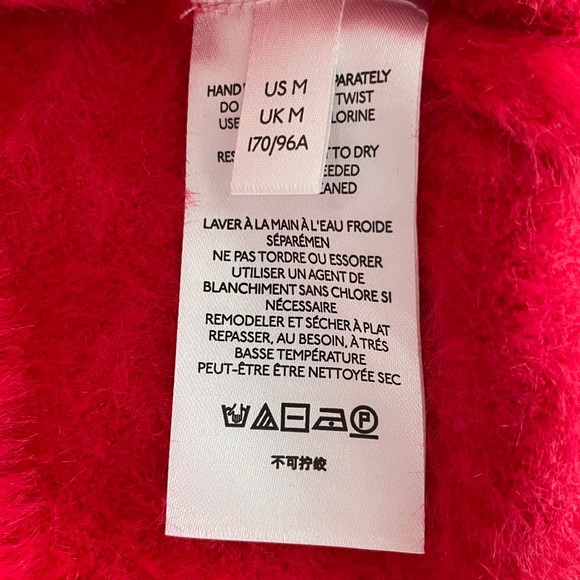 HAND PARATELY
DO TWIST
USE LORINE
RES TO DRY
EEDED
EANED
US M
UK M
170/96A
LAVER À LA MAIN À L'EAU FROIDE
SÉPARÉMEN
NE PAS TORDRE OU ESSORER
UTILISER UN AGENT DE
BLANCHIMENT SANS CHLORE SI
NÉCESSAIRE
REMODELER ET SÉCHER À PLAT
REPASSER, AU BESOIN, À TRÉS
BASSE TEMPÉRATURE
PEUT-ÊTRE ÊTRE NETTOYÉE SEC
P
不可拧绞